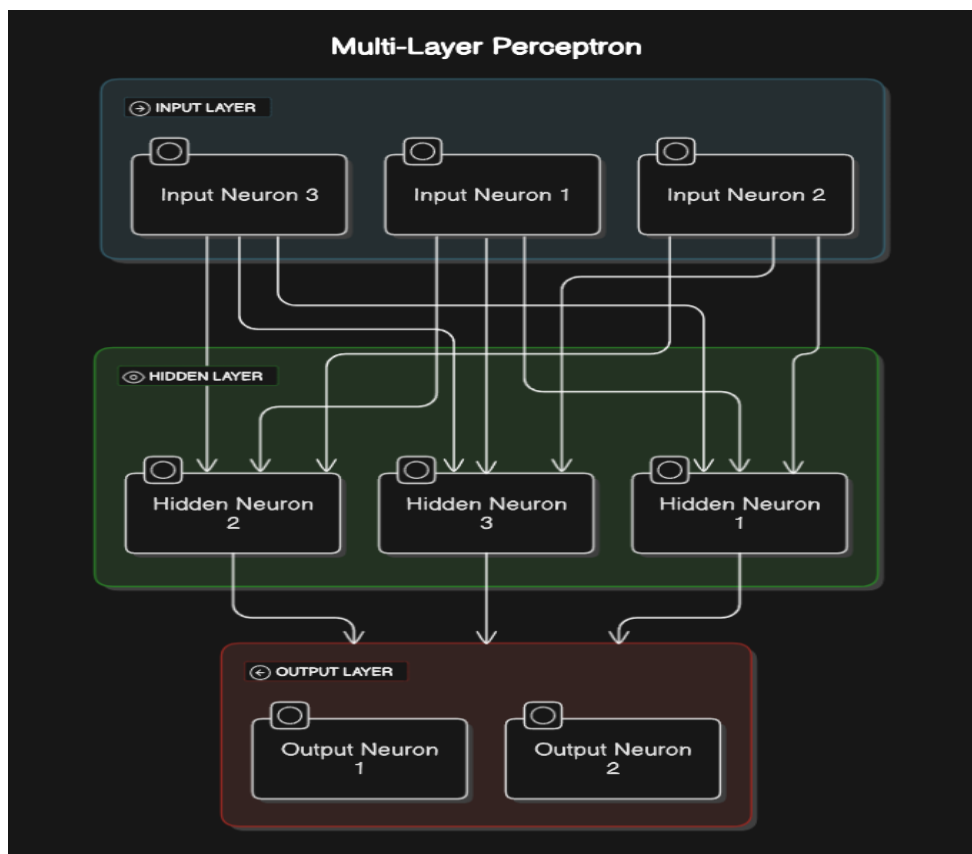 Multi-Layer Perceptron
INPUT LAYER
Input Neuron 3
Input Neuron 1
Input Neuron 2
HIDDEN LAYER
Hidden Neuron
2
Hidden Neuron
3
Hidden Neuron
1
OUTPUT LAYER
Output Neuron
1
Output Neuron
2